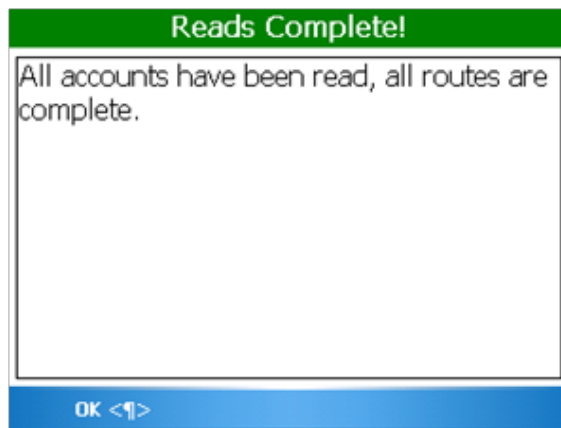 Reads Complete!
All accounts have been read, all routes are
complete.
OK <¶>